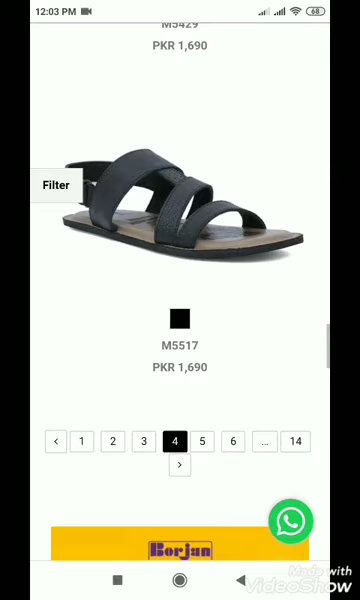 12:03 PM 68
M5429
PKR 1,690
Filter
M5517
PKR 1,690
1 2 3 4 5 6 ... 14
Borjan
Made with
VideoShow